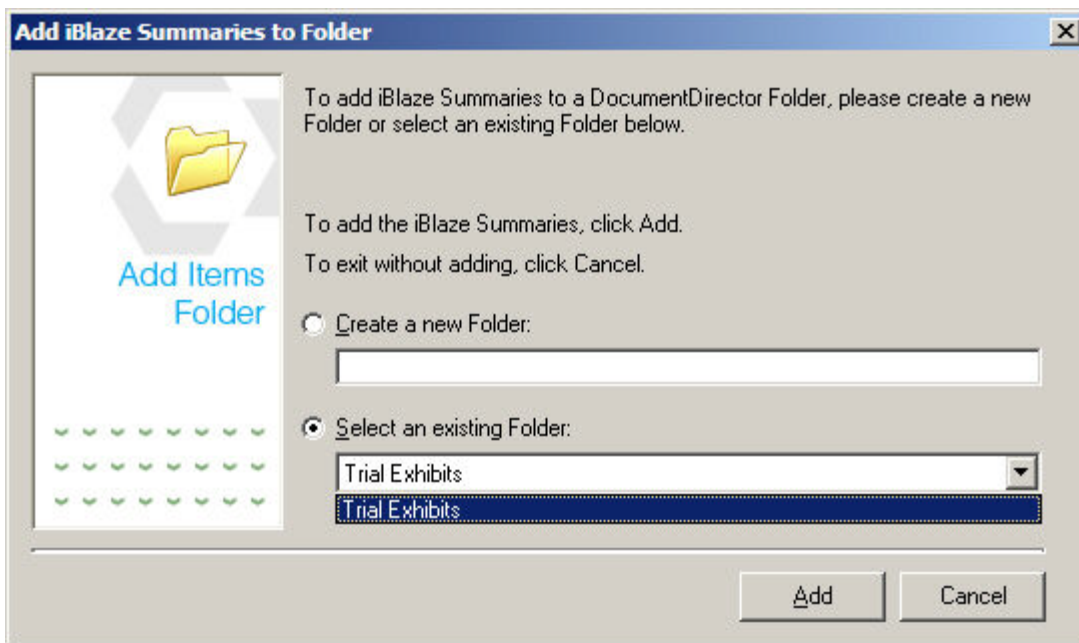 Add iBlaze Summaries to Folder
To add iBlaze Summaries to a DocumentDirector Folder, please create a new
Folder or select an existing Folder below.
To add the iBlaze Summaries, click Add.
To exit without adding, click Cancel.
Add Items
Folder
Create a new Folder:
Select an existing Folder:
Trial Exhibits
Trial Exhibits
Add
Cancel